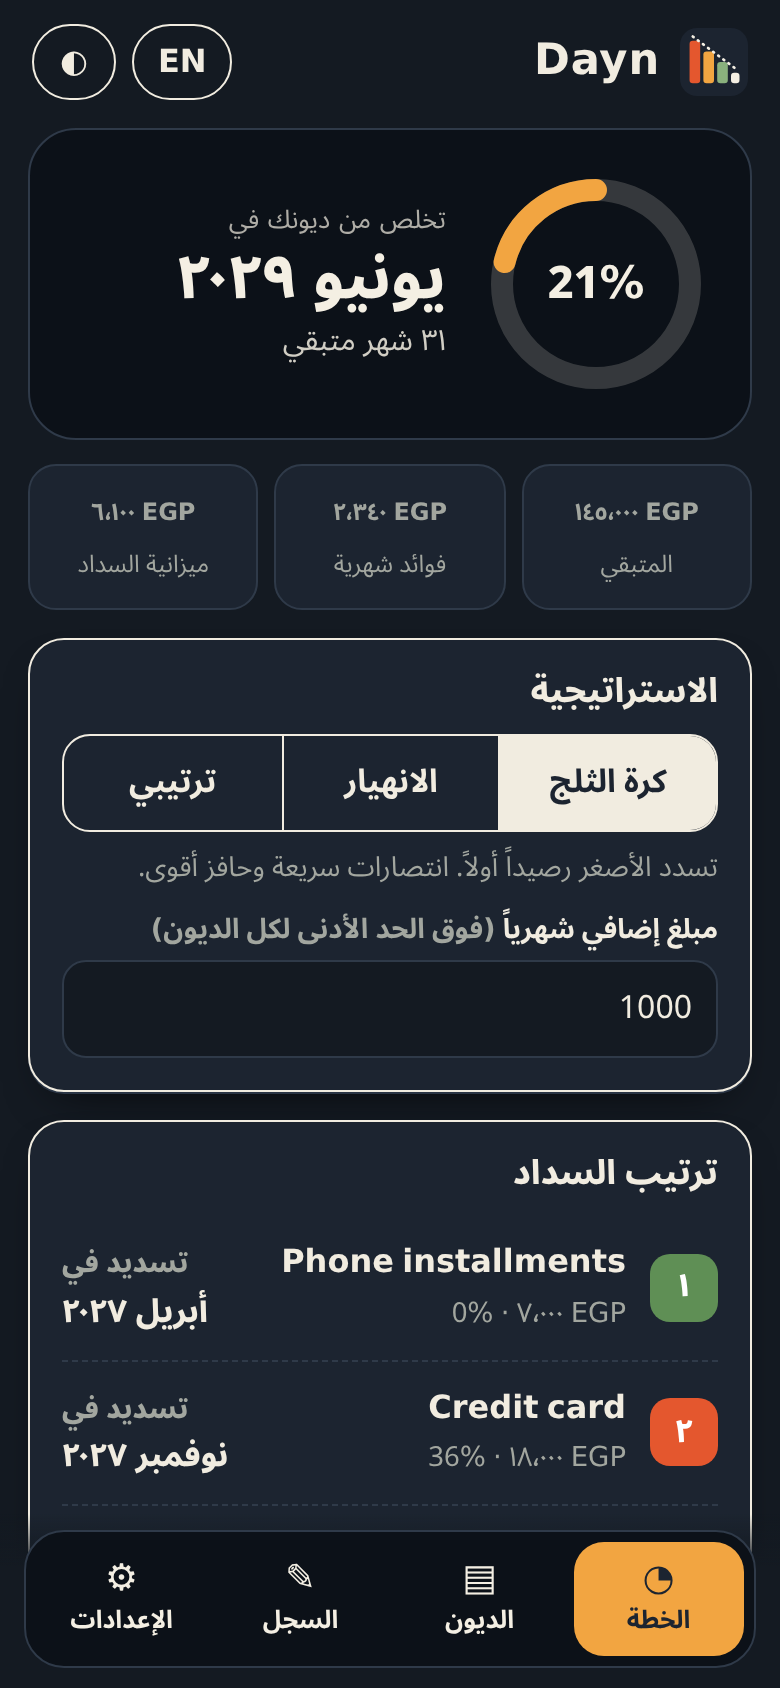 Dayn
EN
21%
تخلص من ديونك في
يونيو ٢٠٢٩
٣١ شهر متبقي
١٤٥،٠٠٠ EGP
المتبقي
٢،٣٤٠ EGP
فوائد شهرية
٦،١٠٠ EGP
ميزانية السداد
الاستراتيجية
كرة الثلج
الانهيار
ترتيبي
تسدد الأصغر رصيداً أولاً. انتصارات سريعة وحافز أقوى.
مبلغ إضافي شهرياً (فوق الحد الأدنى لكل الديون)
1000
ترتيب السداد
١
Phone installments
0% · ٧،٠٠٠ EGP
تسديد في
أبريل ٢٠٢٧
٢
Credit card
36% · ١٨،٠٠٠ EGP
تسديد في
نوفمبر ٢٠٢٧
الخطة
الديون
السجل
الإعدادات